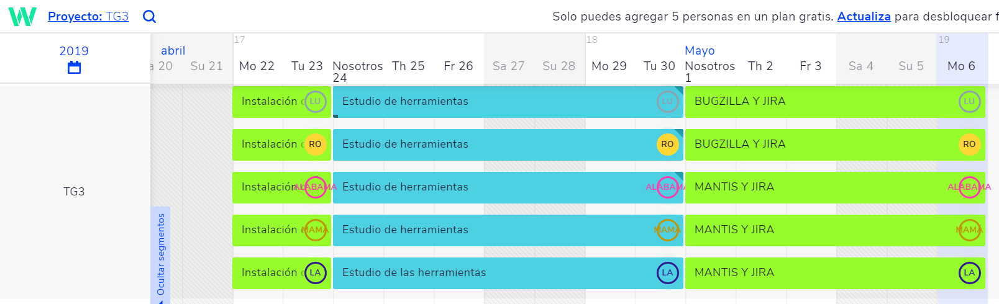 Proyecto: TG3
Solo puedes agregar 5 personas en un plan gratis. Actualiza para desbloquear f
2019
abril
17
18
Mayo
19
a 20
Su 21
Mo 22
Tu 23
Nosotros 24
Th 25
Fr 26
Sa 27
Su 28
Mo 29
Tu 30
Nosotros 1
Th 2
Fr 3
Sa 4
Su 5
Mo 6
TG3
Ocultar segmentos
Instalación
LU
Estudio de herramientas
LU
BUGZILLA Y JIRA
LU
Instalación
RO
Estudio de herramientas
RO
BUGZILLA Y JIRA
RO
Instalación
ALABAMA
Estudio de herramientas
ALABAMA
MANTIS Y JIRA
ALABAMA
Instalación
MAMÁ
Estudio de herramientas
MAMÁ
MANTIS Y JIRA
MAMÁ
Instalación
LA
Estudio de las herramientas
LA
MANTIS Y JIRA
LA